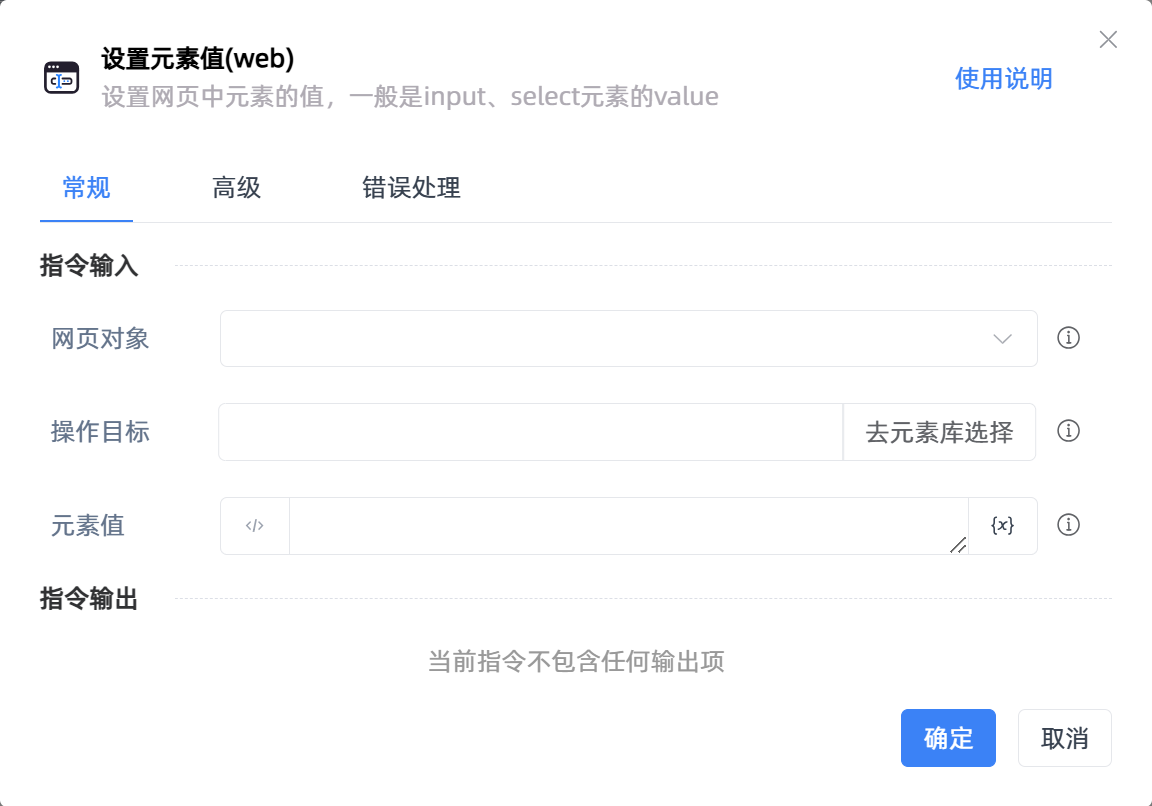 设置元素值(web)
设置网页中元素的值，一般是input、select元素的value
使用说明
常规
高级
错误处理
指令输入
网页对象
操作目标
去元素库选择
元素值
</>
{x}
指令输出
当前指令不包含任何输出项
确定
取消